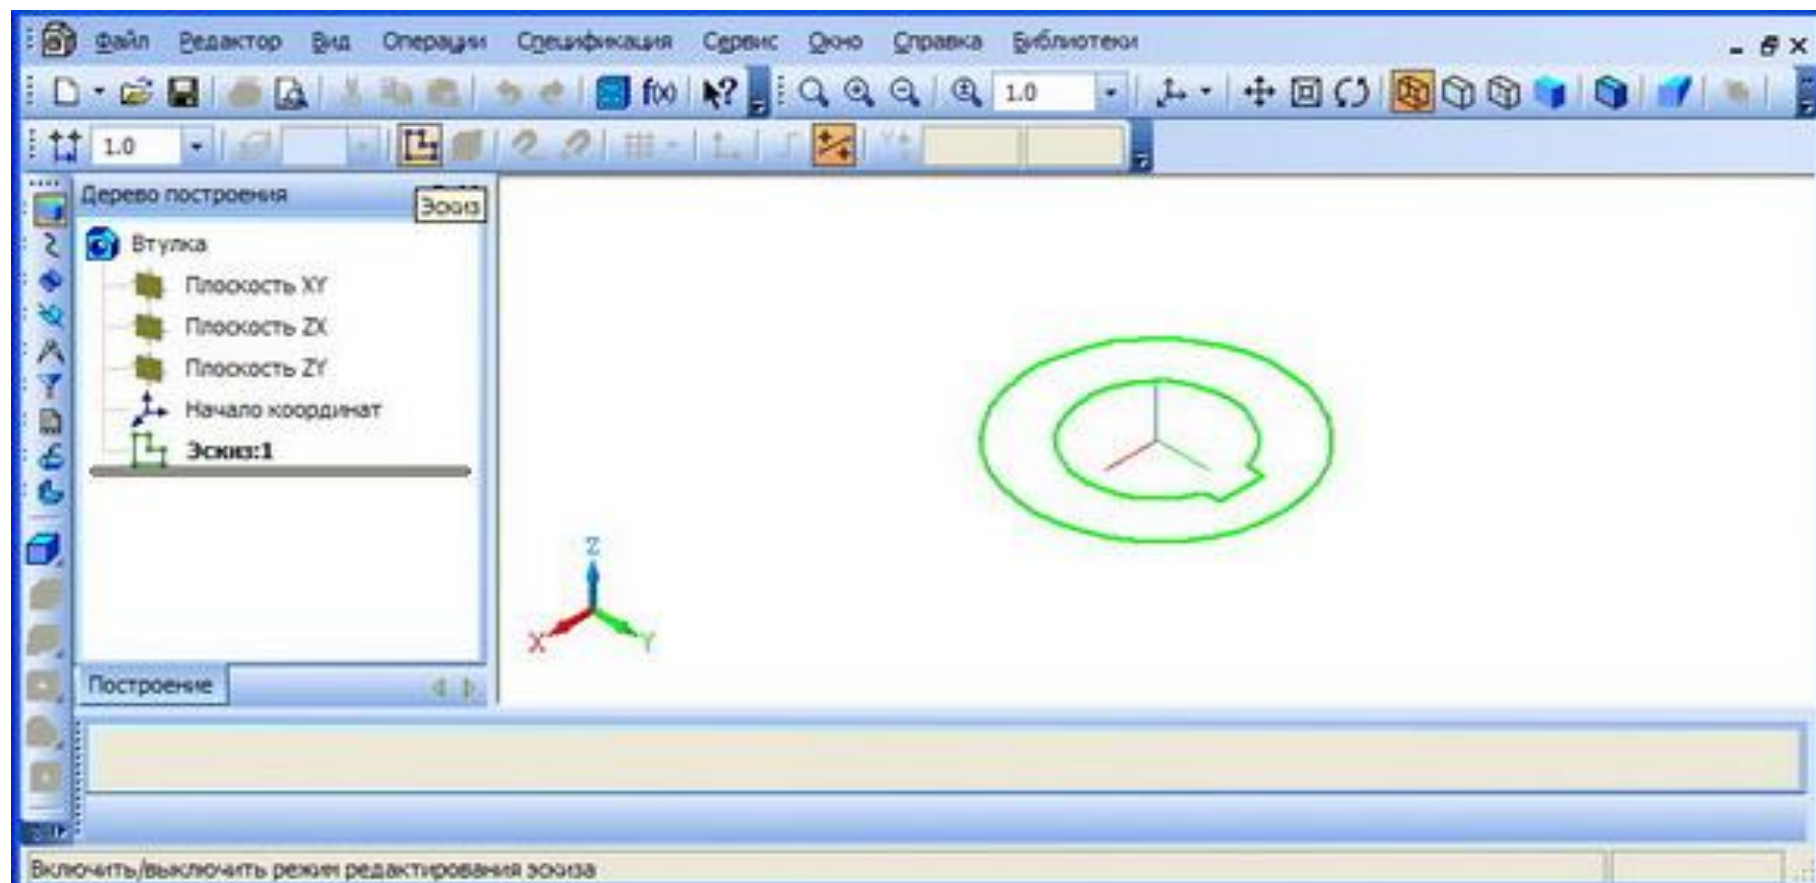 Файл Редактор Вид Операции Спецификация Сервис Окно Справка Библиотеки
f(x) 1.0
1.0
Дерево построения
Эскиз
Втулка
Плоскость XY
Плоскость ZX
Плоскость ZY
Начало координат
Эскиз:1
Z
X Y
Построение
Включить/выключить режим редактирования эскиза